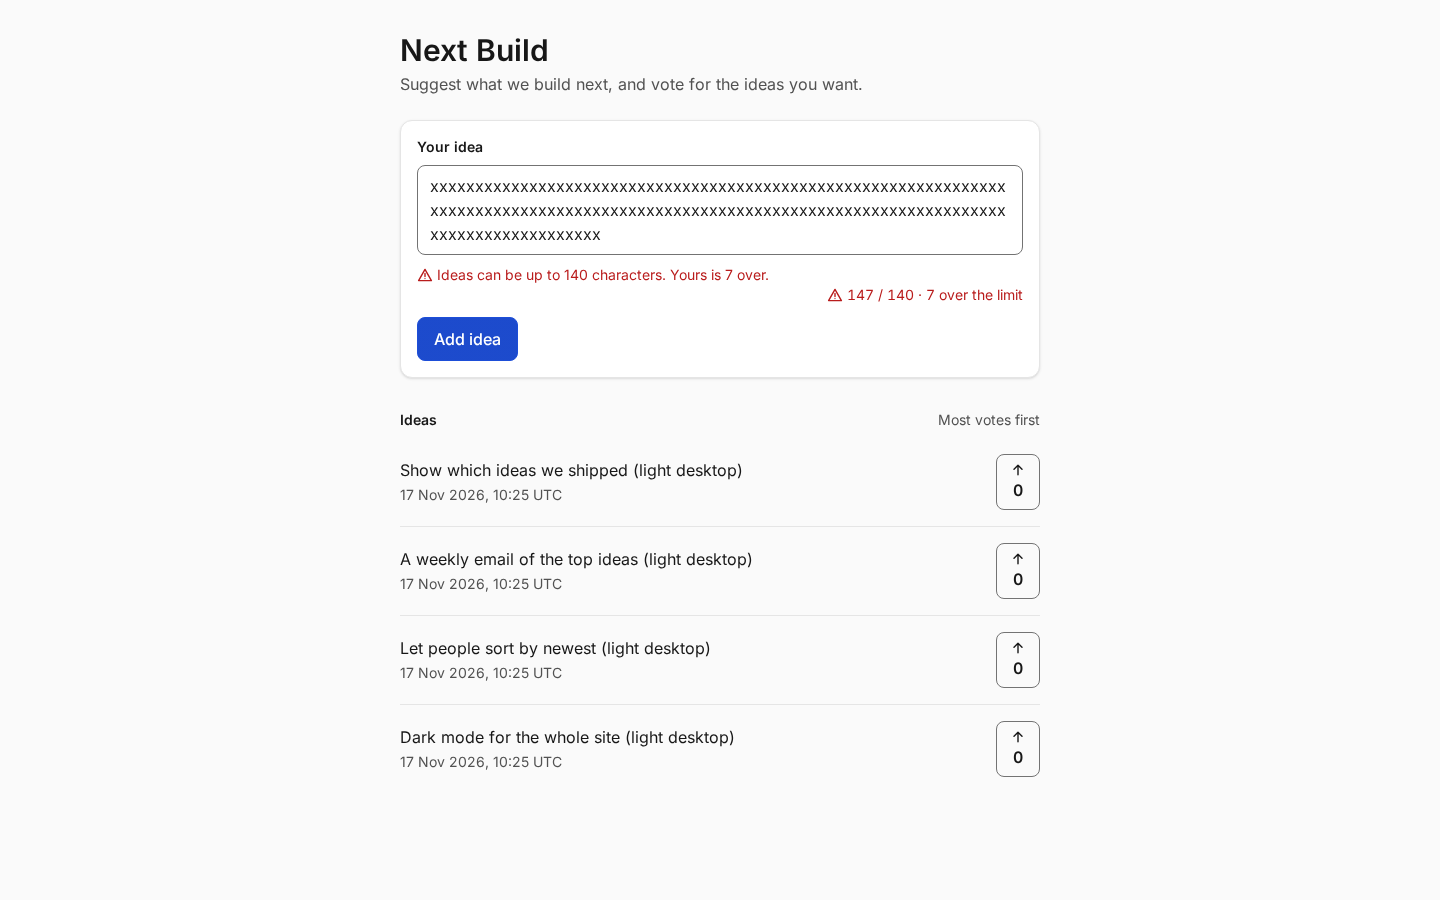 Next Build
Suggest what we build next, and vote for the ideas you want.
Your idea
xxxxxxxxxxxxxxxxxxxxxxxxxxxxxxxxxxxxxxxxxxxxxxxxxxxxxxxxxxxxxxxx
xxxxxxxxxxxxxxxxxxxxxxxxxxxxxxxxxxxxxxxxxxxxxxxxxxxxxxxxxxxxxxxx
xxxxxxxxxxxxxxxxxxx
Ideas can be up to 140 characters. Yours is 7 over.
147 / 140 · 7 over the limit
Add idea
Ideas
Most votes first
Show which ideas we shipped (light desktop)
17 Nov 2026, 10:25 UTC
↑
0
A weekly email of the top ideas (light desktop)
17 Nov 2026, 10:25 UTC
↑
0
Let people sort by newest (light desktop)
17 Nov 2026, 10:25 UTC
↑
0
Dark mode for the whole site (light desktop)
17 Nov 2026, 10:25 UTC
↑
0